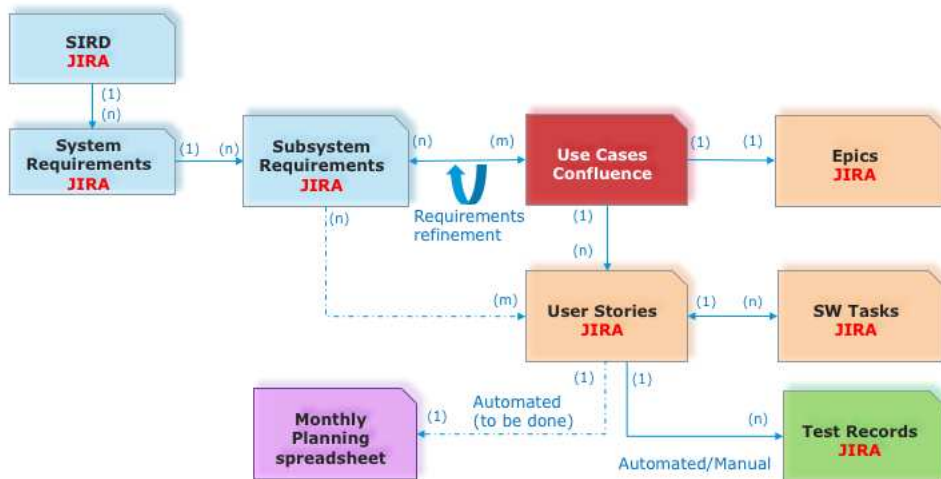 SIRD
JIRA
(1)
(n)
System
Requirements
JIRA
(1)
(n)
Subsystem
Requirements
JIRA
(n)
(m)
Requirements
refinement
Use Cases
Confluence
(1)
(1)
Epics
JIRA
(n)
(1)
(n)
(m)
User Stories
JIRA
(1)
(n)
SW Tasks
JIRA
(1)
(1)
Automated
(to be done)
(1)
Monthly
Planning
spreadsheet
(n)
Automated/Manual
Test Records
JIRA